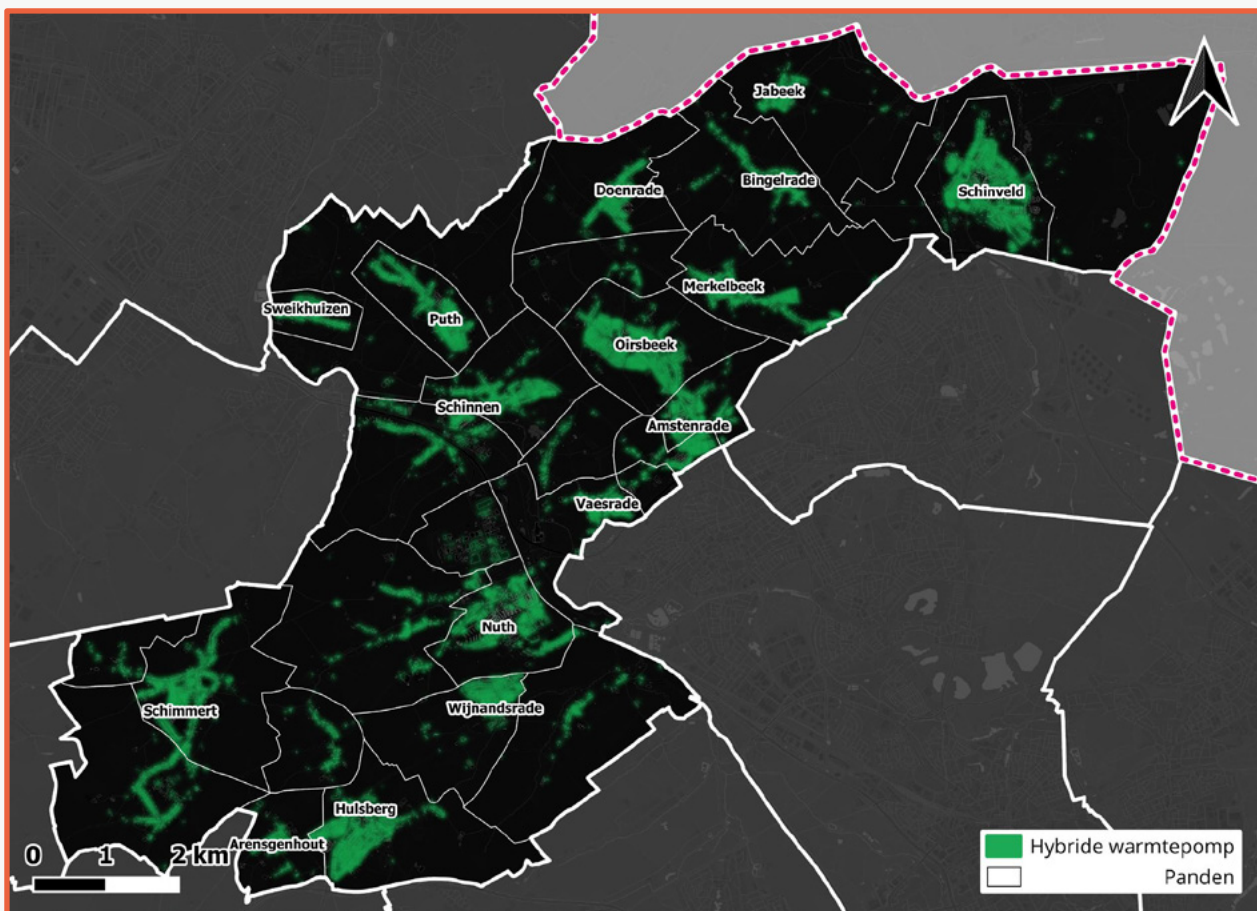 Jabeek
Doenrade
Bingelrade
Schinveld
Merkelbeek
Sweikhuizen
Puth
Oirsbeek
Schinnen
Amstenrade
Vaesrade
Nuth
Schimmert
Wijnandsrade
Hulsberg
Arensgenhout
0 1 2 km
Hybride warmtepomp
Panden